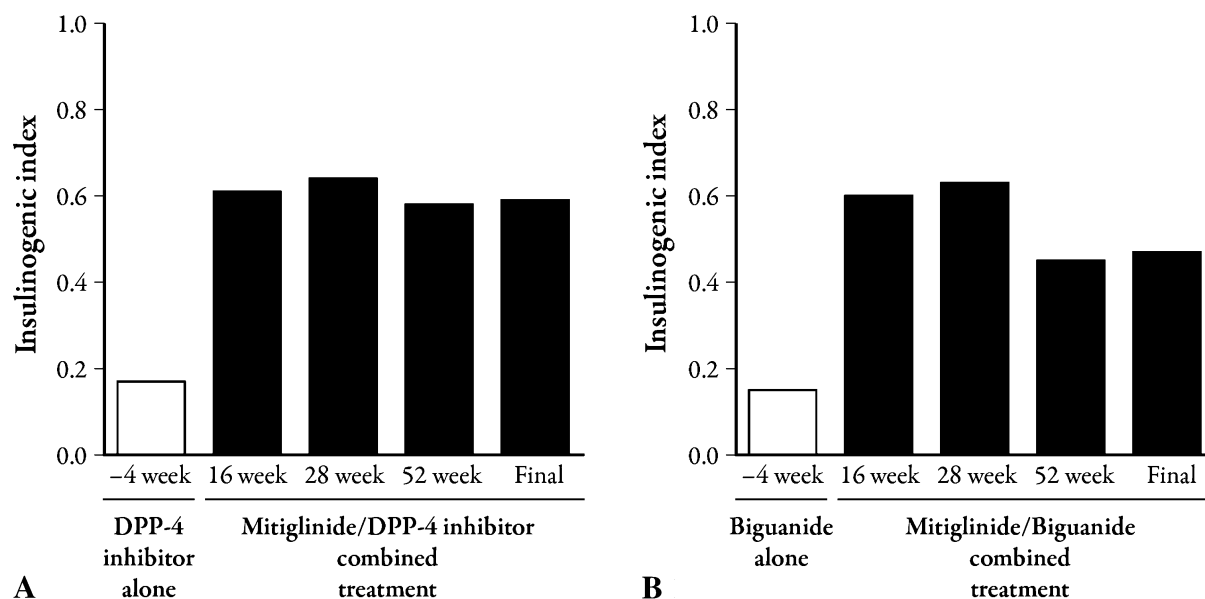 Insulinogenic index
1.0
0.8
0.6
0.4
0.2
0.0
–4 week 16 week 28 week 52 week Final
DPP-4
inhibitor
alone
Mitiglinide/DPP-4 inhibitor
combined
treatment
A
Insulinogenic index
1.0
0.8
0.6
0.4
0.2
0.0
–4 week 16 week 28 week 52 week Final
Biguanide
alone
Mitiglinide/Biguanide
combined
treatment
B